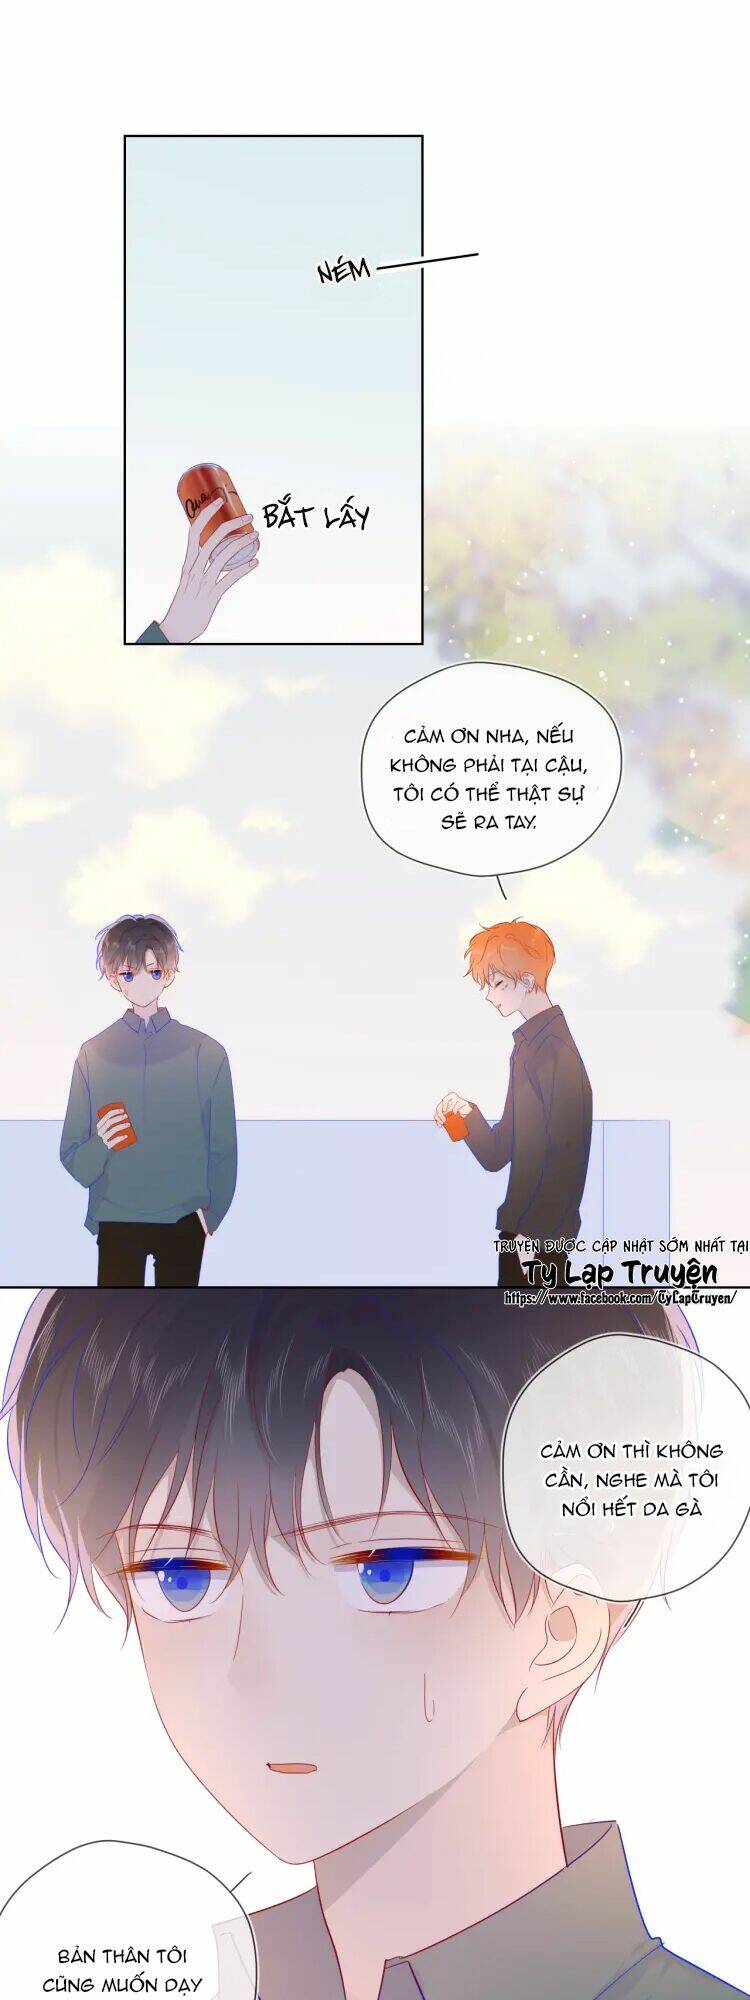 NÉM
BẮT LẤY
CẢM ƠN NHA, NẾU
KHÔNG PHẢI TẠI CẬU,
TÔI CÓ THỂ THẬT SỰ
SẼ RA TAY.
TRUYỆN ĐƯỢC CẬP NHẬT SỚM NHẤT TẠI
Ty Lạp Truyện
https://www.facebook.com/TyLapTruyen/
CẢM ƠN THÌ KHÔNG
CẦN, NGHE MÀ TÔI
NỔI HẾT DA GÀ
BẢN THÂN TÔI
CŨNG MUỐN DẠY